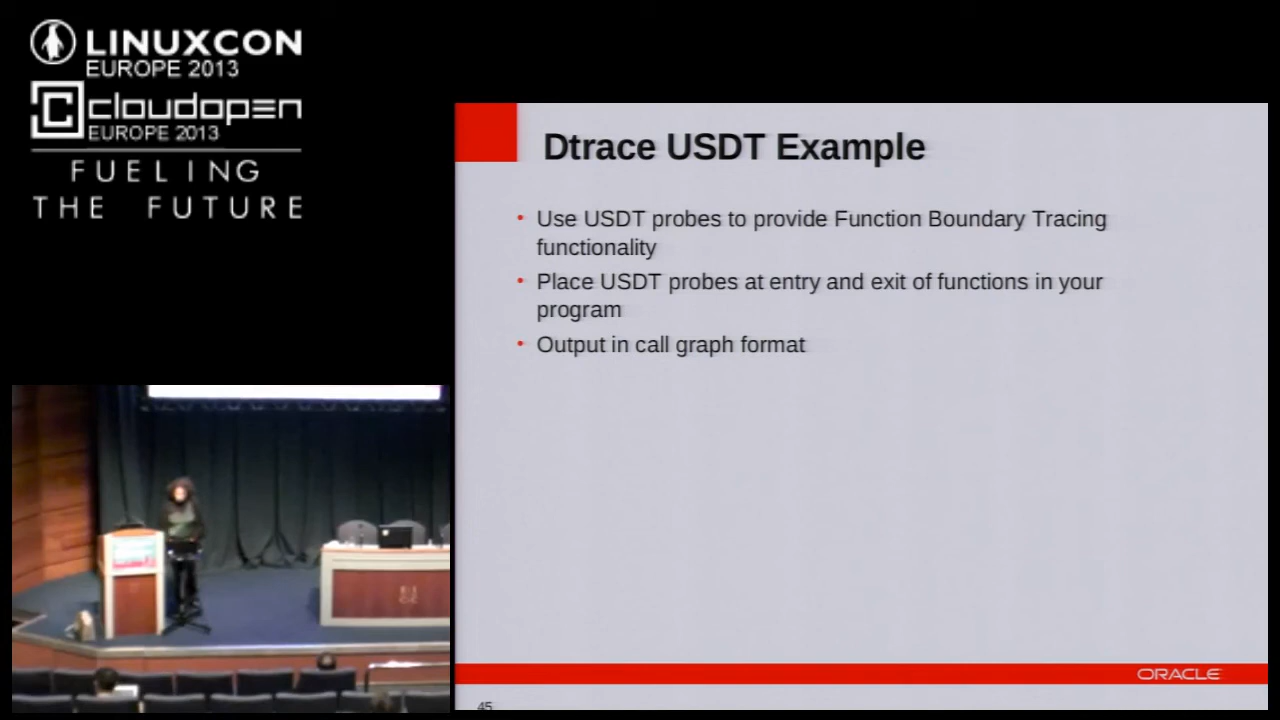 LINUXCON
EUROPE 2013
cloudopen
EUROPE 2013
FUELING
THE FUTURE
Dtrace USDT Example
• Use USDT probes to provide Function Boundary Tracing
functionality
• Place USDT probes at entry and exit of functions in your
program
• Output in call graph format
ORACLE
45